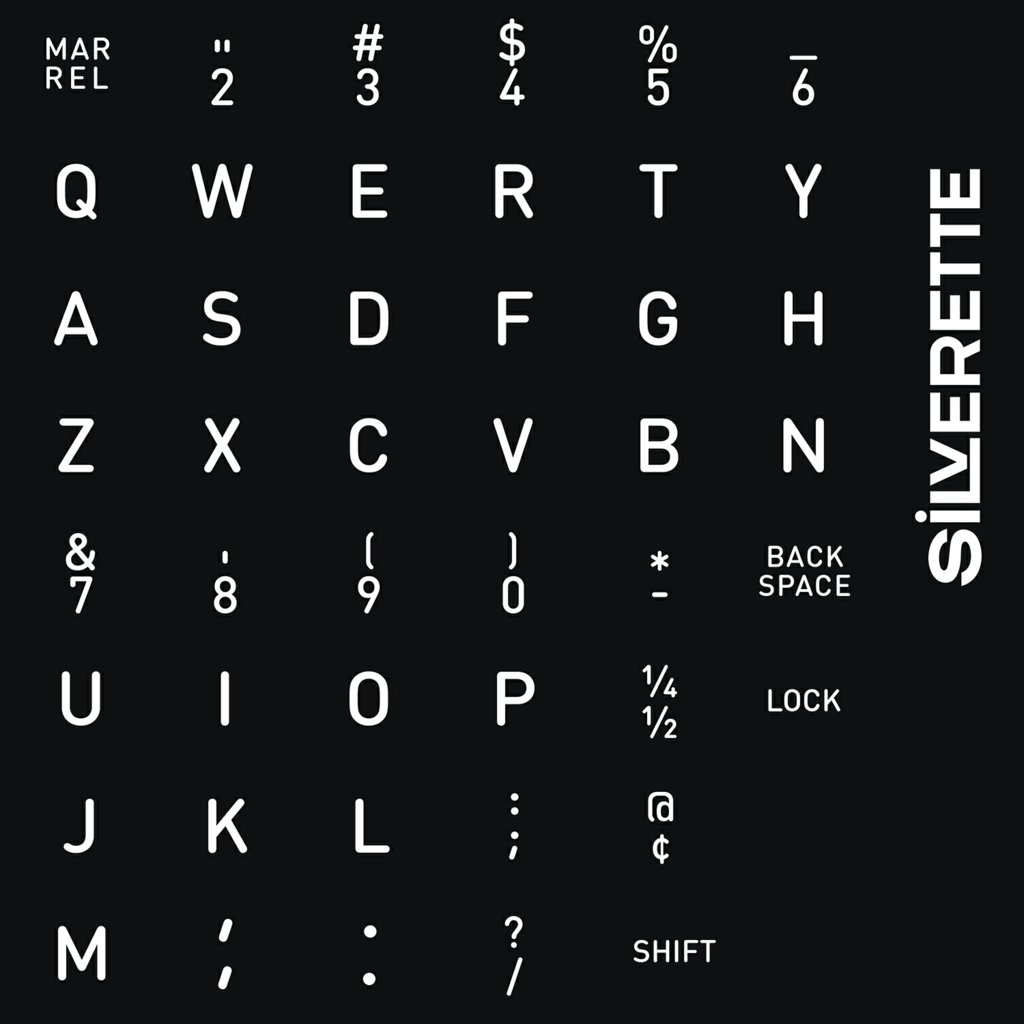 MAR
REL
" # $ % _
2 3 4 5 6
Q W E R T Y
A S D F G H
Z X C V B N
& ' ( ) *
7 8 9 0 -
BACK
SPACE
U I O P
¼
½
LOCK
J K L : @
; ¢
M , . ?
, . /
SHIFT
SiLVERETTE